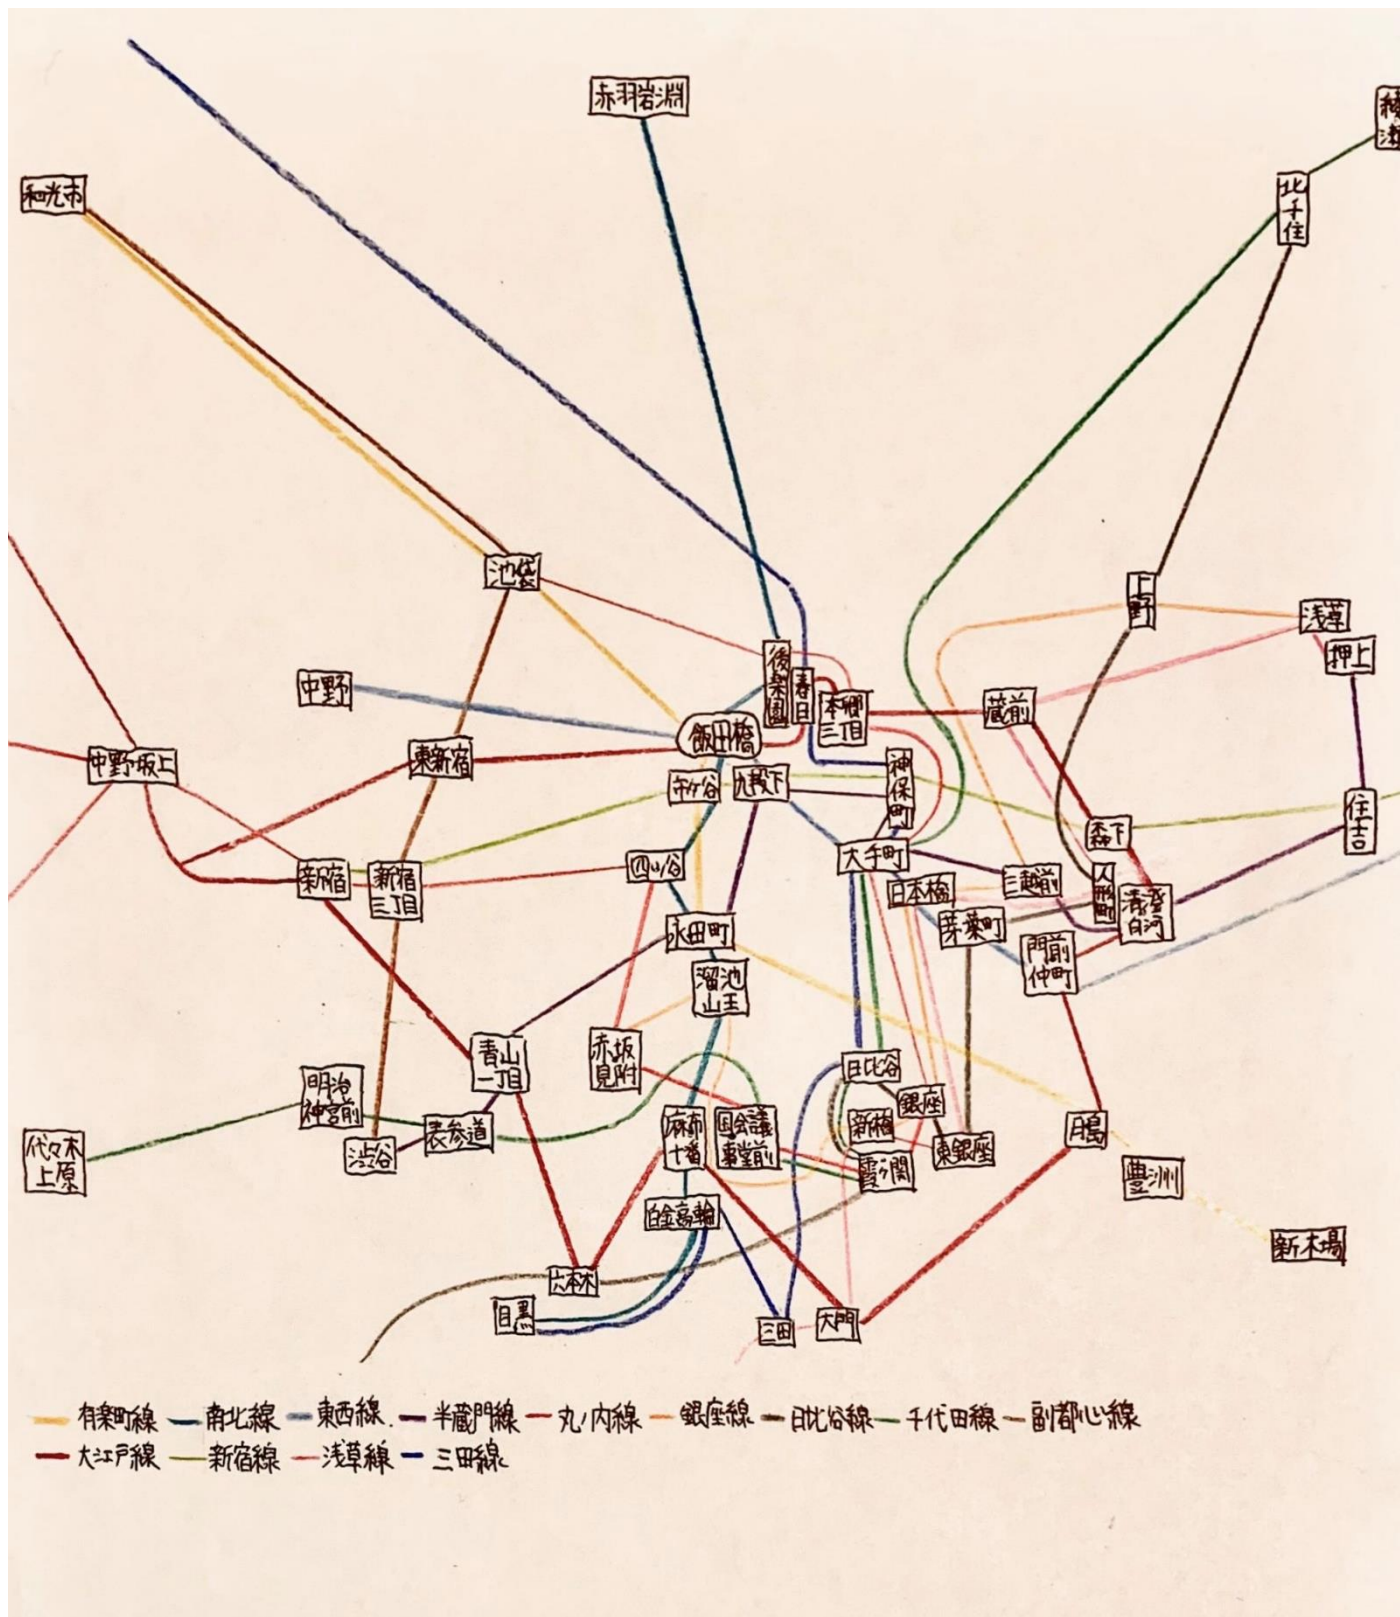 赤羽岩淵
和光市
北千住
池袋
上野
浅草
押上
後楽園
春日
本郷三丁目
蔵前
中野
飯田橋
中野坂上
東新宿
市ヶ谷
九段下
神保町
住吉
森下
大手町
四ツ谷
新宿
新宿三丁目
日本橋
三越前
人形町
清澄白河
茅場町
永田町
門前仲町
溜池山王
青山一丁目
赤坂見附
日比谷
明治神宮前
銀座
月島
代々木上原
渋谷
表参道
麻布十番
国会議事堂前
新橋
東銀座
霞ヶ関
豊洲
白金高輪
新木場
六本木
目黒
三田
大門
有楽町線 南北線 東西線 半蔵門線 丸ノ内線 銀座線 日比谷線 千代田線 副都心線
大江戸線 新宿線 浅草線 三田線